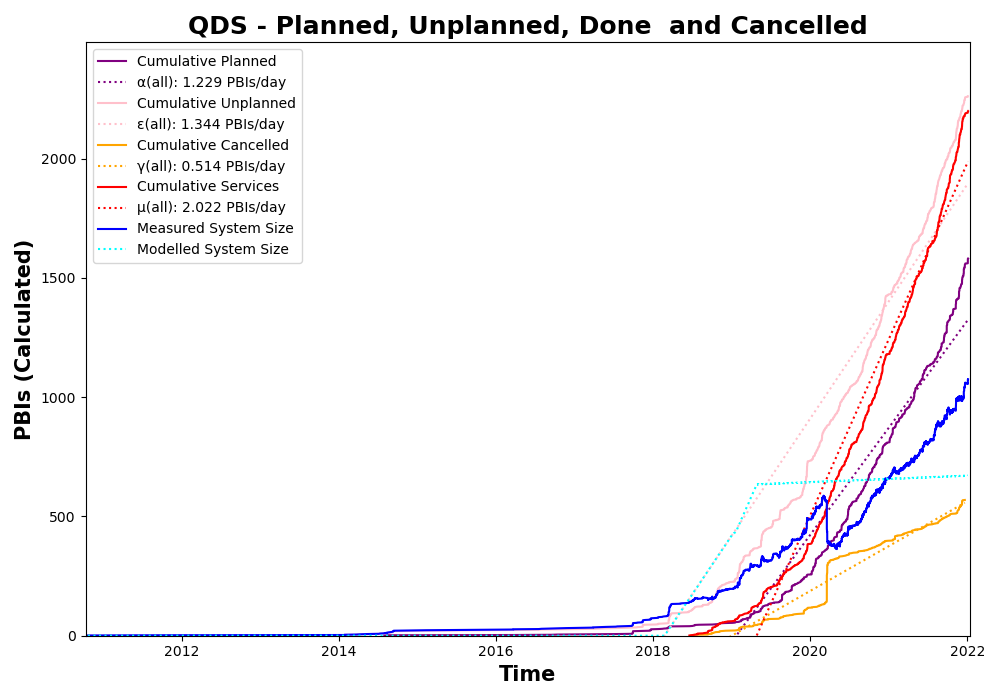 QDS - Planned, Unplanned, Done  and Cancelled
Cumulative Planned
α(all): 1.229 PBIs/day
Cumulative Unplanned
ε(all): 1.344 PBIs/day
Cumulative Cancelled
γ(all): 0.514 PBIs/day
Cumulative Services
μ(all): 2.022 PBIs/day
Measured System Size
Modelled System Size
PBIs (Calculated)
2000
1500
1000
500
0
2012 2014 2016 2018 2020 2022
Time